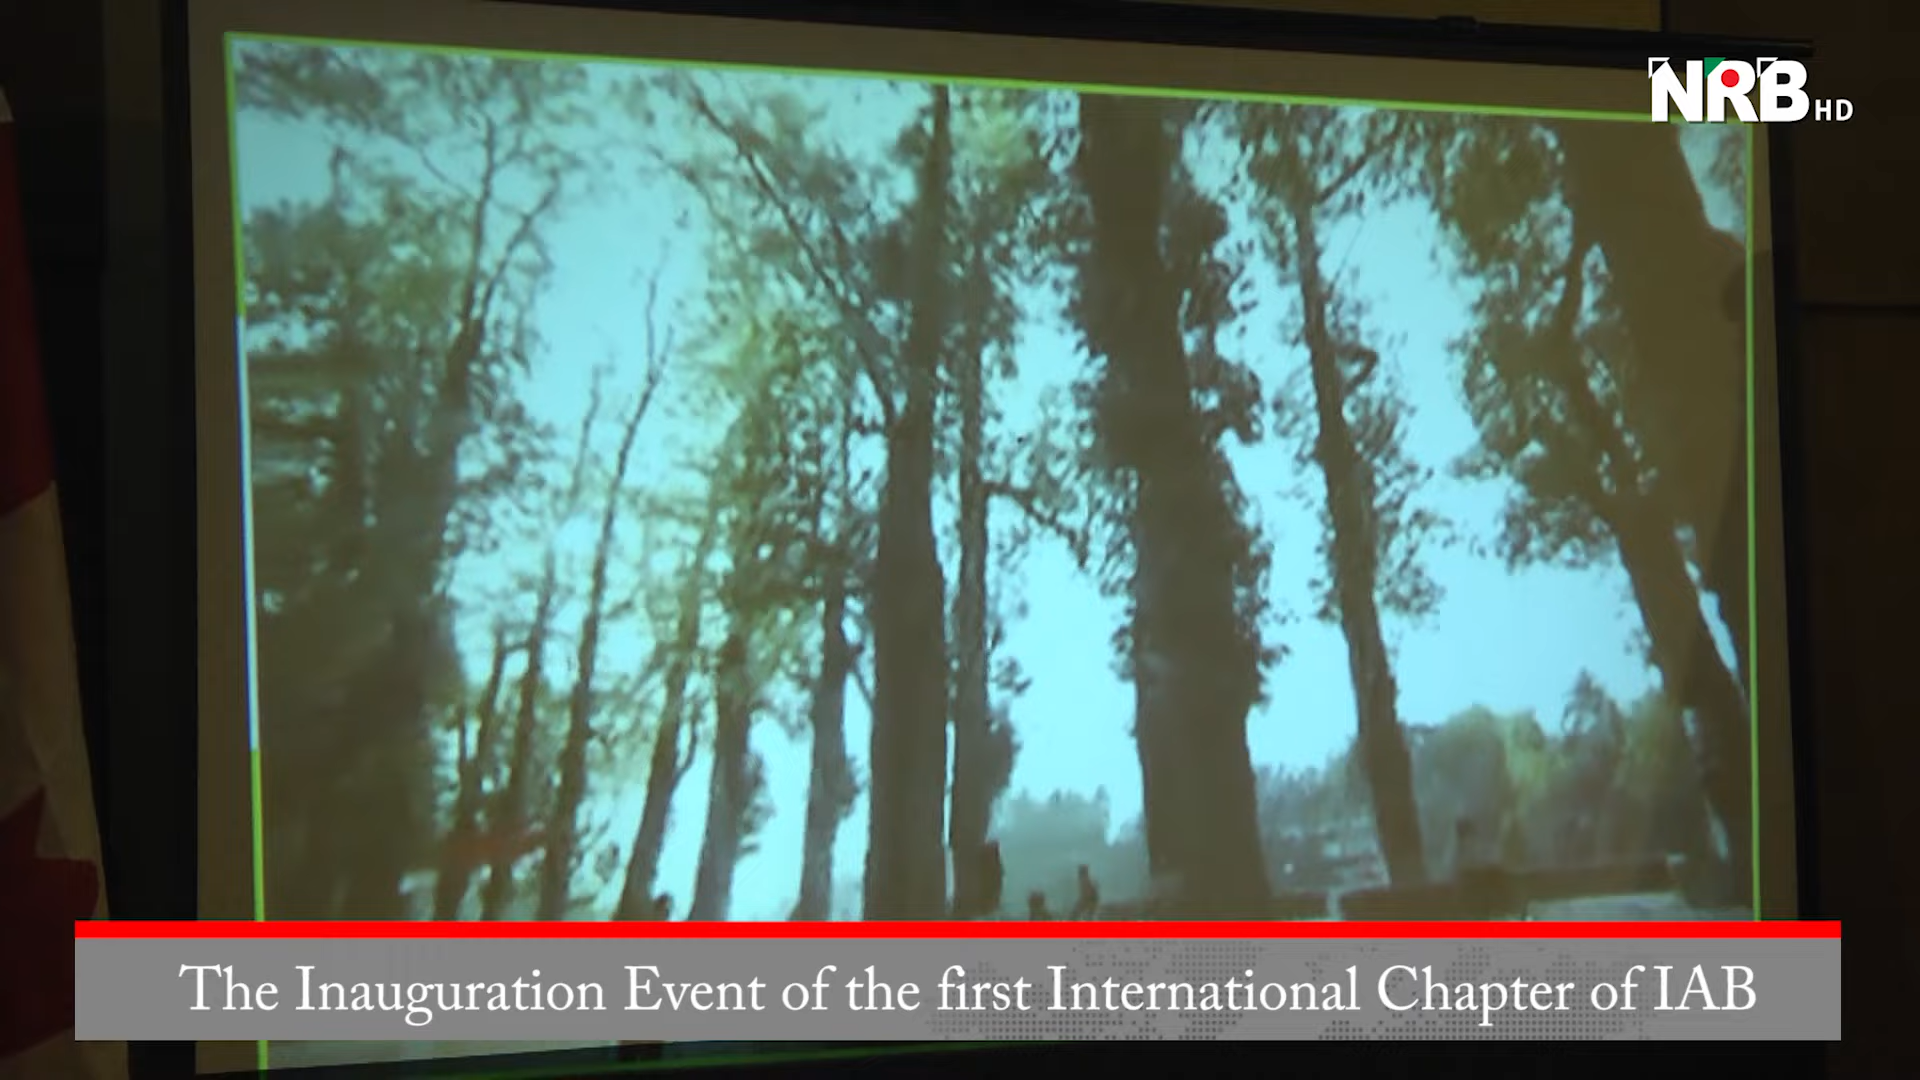 NRB HD
The Inauguration Event of the first International Chapter of IAB